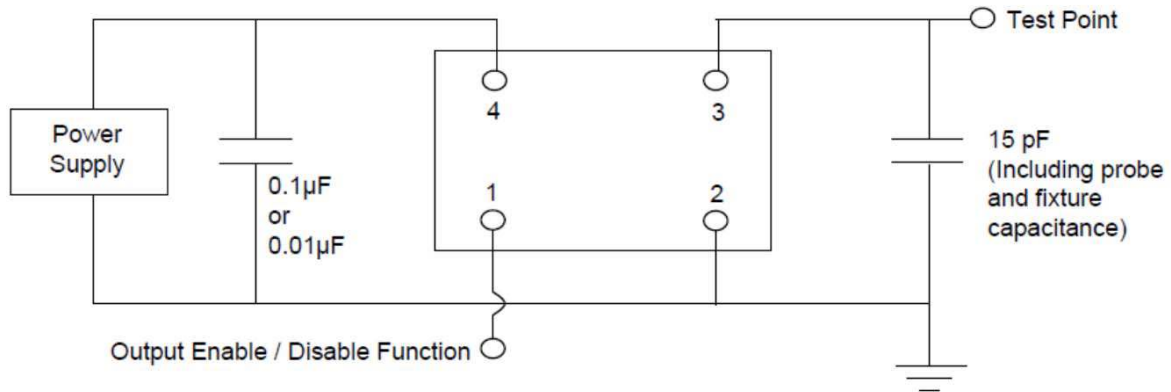 Test Point
4
3
Power
Supply
15 pF
(Including probe
and fixture
capacitance)
0.1µF
or
0.01µF
1
2
Output Enable / Disable Function